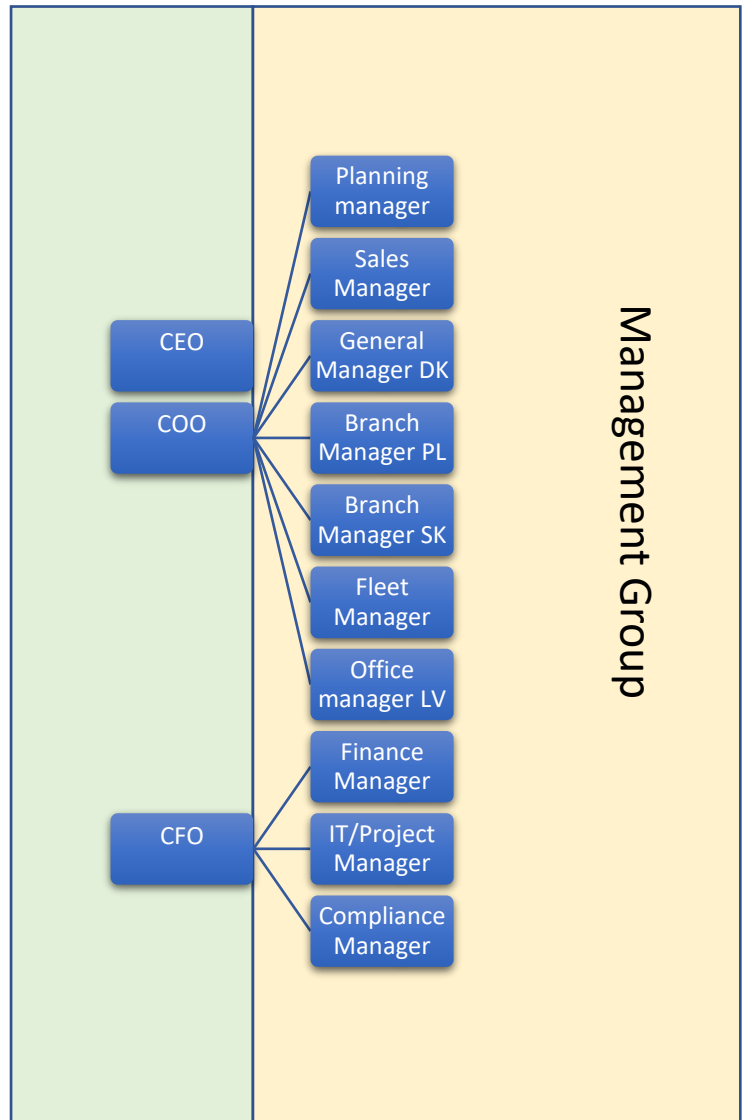 Planning
manager
Sales
Manager
CEO
General
Manager DK
COO
Branch
Manager PL
Branch
Manager SK
Fleet
Manager
Office
manager LV
Finance
Manager
CFO
IT/Project
Manager
Compliance
Manager
Management Group